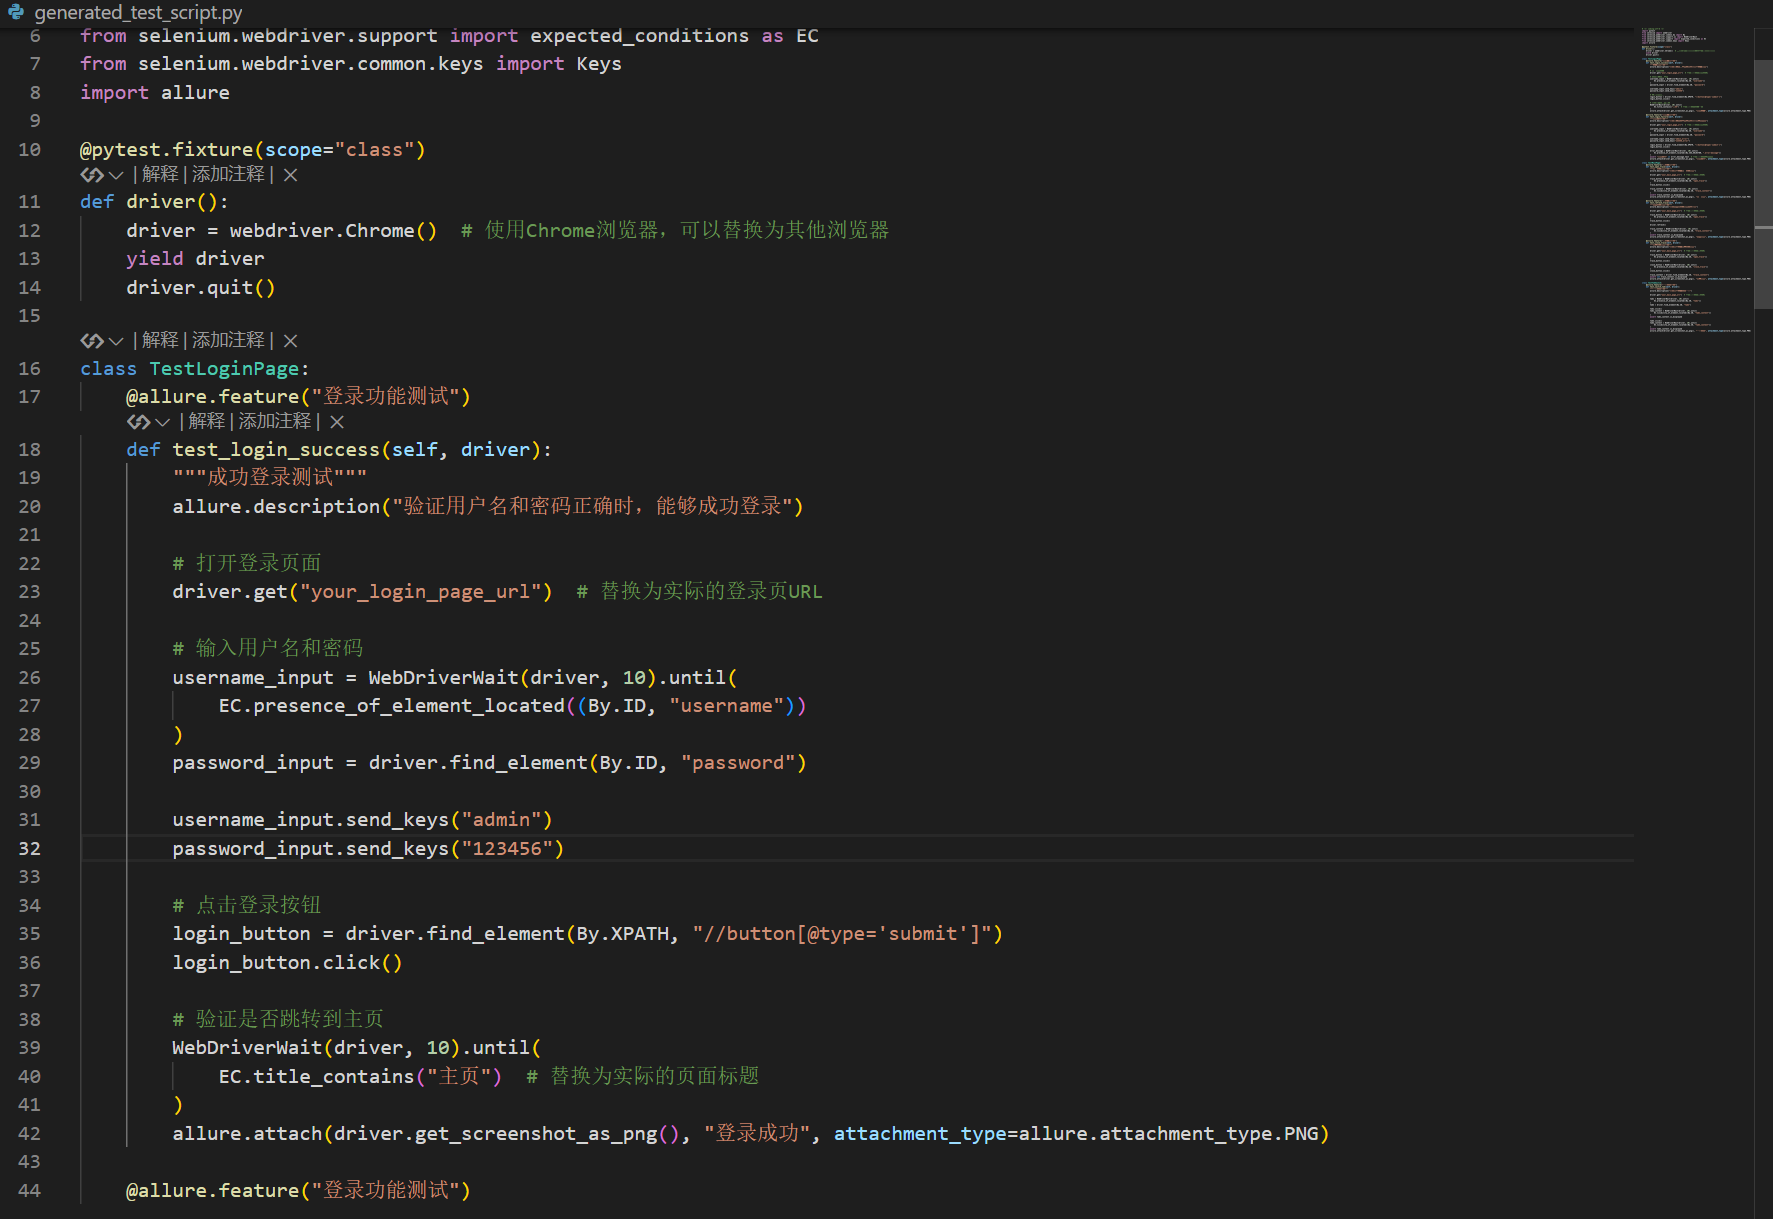 generated_test_script.py
6 from selenium.webdriver.support import expected_conditions as EC
7 from selenium.webdriver.common.keys import Keys
8 import allure
9
10 @pytest.fixture(scope="class")
| 解释 | 添加注释 | ×
11 def driver():
12     driver = webdriver.Chrome()  # 使用Chrome浏览器，可以替换为其他浏览器
13     yield driver
14     driver.quit()
15
| 解释 | 添加注释 | ×
16 class TestLoginPage:
17     @allure.feature("登录功能测试")
| 解释 | 添加注释 | ×
18     def test_login_success(self, driver):
19         """成功登录测试"""
20         allure.description("验证用户名和密码正确时，能够成功登录")
21
22         # 打开登录页面
23         driver.get("your_login_page_url")  # 替换为实际的登录页URL
24
25         # 输入用户名和密码
26         username_input = WebDriverWait(driver, 10).until(
27             EC.presence_of_element_located((By.ID, "username"))
28         )
29         password_input = driver.find_element(By.ID, "password")
30
31         username_input.send_keys("admin")
32         password_input.send_keys("123456")
33
34         # 点击登录按钮
35         login_button = driver.find_element(By.XPATH, "//button[@type='submit']")
36         login_button.click()
37
38         # 验证是否跳转到主页
39         WebDriverWait(driver, 10).until(
40             EC.title_contains("主页")  # 替换为实际的页面标题
41         )
42         allure.attach(driver.get_screenshot_as_png(), "登录成功", attachment_type=allure.attachment_type.PNG)
43
44     @allure.feature("登录功能测试")